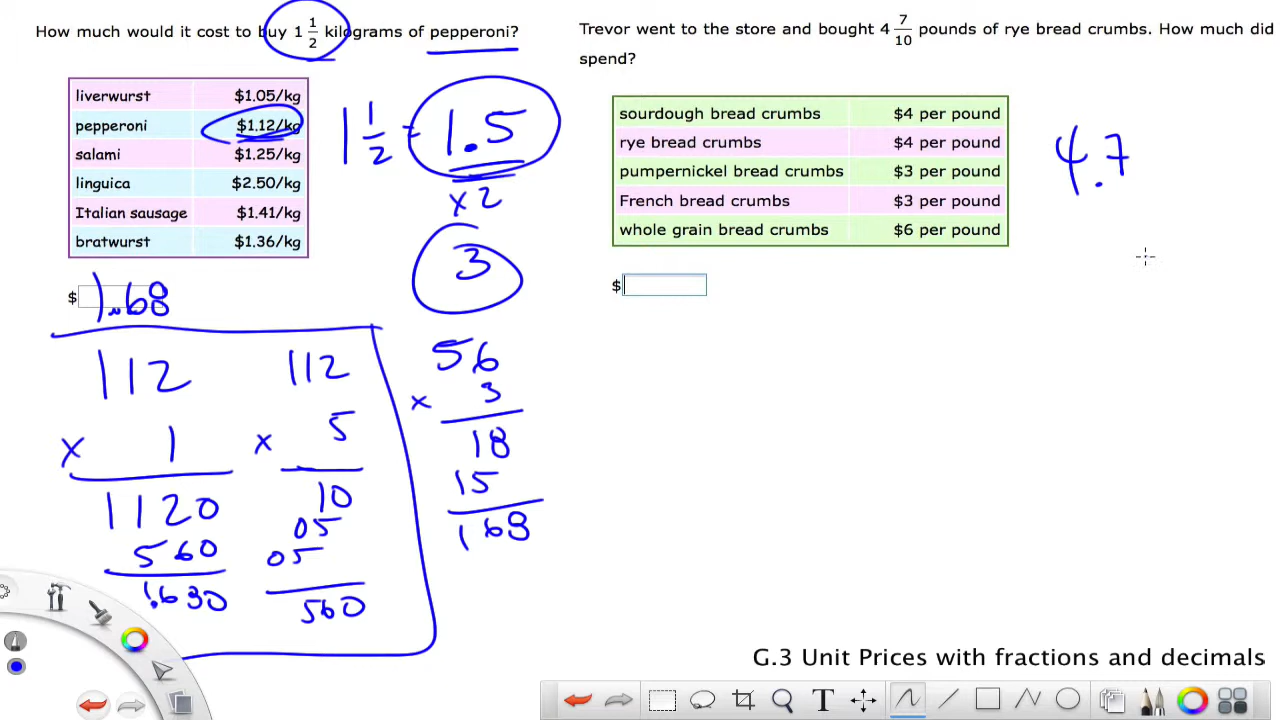 How much would it cost to buy 1 1/2 kilograms of pepperoni?
liverwurst $1.05/kg
pepperoni $1.12/kg
salami $1.25/kg
linguica $2.50/kg
Italian sausage $1.41/kg
bratwurst $1.36/kg
$ 1.68
1 1/2 = 1.5
x 2
3
112
x 1
1120
560
1.630
112
x 5
10
05
05
560
56
x 3
18
15
168
Trevor went to the store and bought 4 7/10 pounds of rye bread crumbs. How much did
spend?
sourdough bread crumbs $4 per pound
rye bread crumbs $4 per pound
pumpernickel bread crumbs $3 per pound
French bread crumbs $3 per pound
whole grain bread crumbs $6 per pound
4.7
$
G.3 Unit Prices with fractions and decimals
T